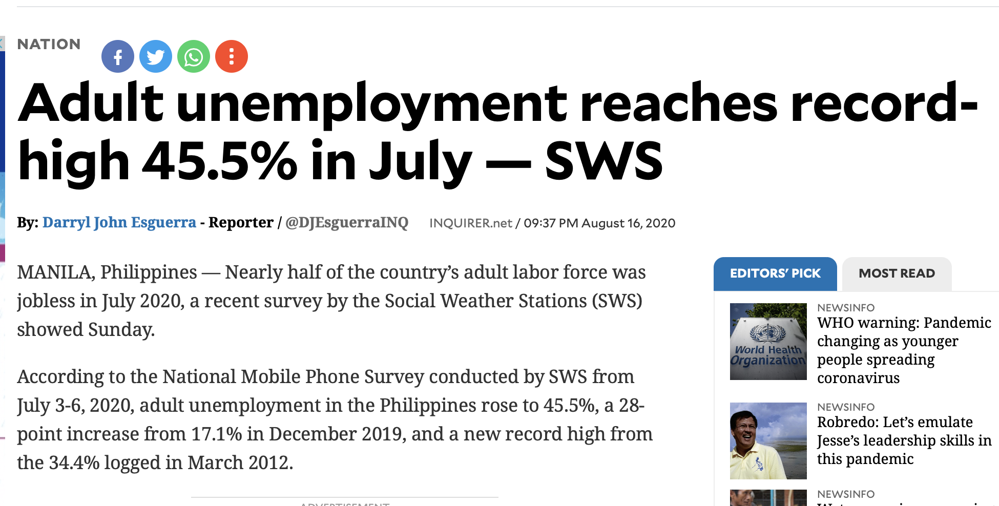 NATION
Adult unemployment reaches record-
high 45.5% in July — SWS
By: Darryl John Esguerra - Reporter / @DJEsguerraINQ INQUIRER.net / 09:37 PM August 16, 2020
MANILA, Philippines — Nearly half of the country’s adult labor force was
jobless in July 2020, a recent survey by the Social Weather Stations (SWS)
showed Sunday.
According to the National Mobile Phone Survey conducted by SWS from
July 3-6, 2020, adult unemployment in the Philippines rose to 45.5%, a 28-
point increase from 17.1% in December 2019, and a new record high from
the 34.4% logged in March 2012.
ADVERTISEMENT
EDITORS’ PICK MOST READ
World Health
Organization
NEWSINFO
WHO warning: Pandemic
changing as younger
people spreading
coronavirus
NEWSINFO
Robredo: Let’s emulate
Jesse’s leadership skills in
this pandemic
NEWSINFO